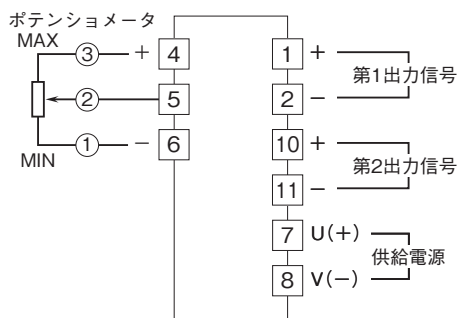 ポテンショメータ
MAX
③ + 4
② 5
① − 6
MIN
1 +
第1出力信号
2 −
10 +
第2出力信号
11 −
7 U(+)
供給電源
8 V(−)